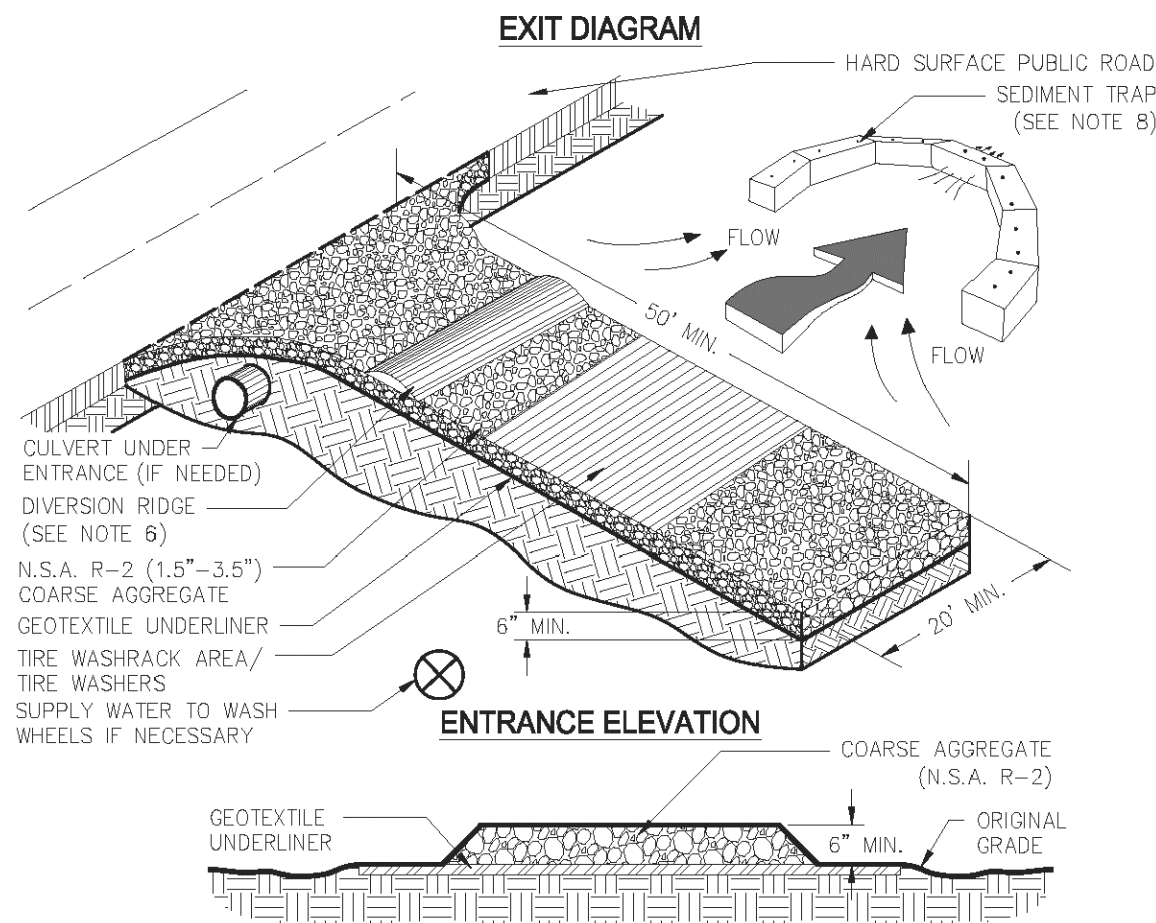 EXIT DIAGRAM
HARD SURFACE PUBLIC ROAD
SEDIMENT TRAP
(SEE NOTE 8)
FLOW
50' MIN.
FLOW
CULVERT UNDER
ENTRANCE (IF NEEDED)
DIVERSION RIDGE
(SEE NOTE 6)
N.S.A. R-2 (1.5"-3.5")
COARSE AGGREGATE
GEOTEXTILE UNDERLINER
TIRE WASHRACK AREA/
TIRE WASHERS
SUPPLY WATER TO WASH
WHEELS IF NECESSARY
6" MIN.
20' MIN.
ENTRANCE ELEVATION
COARSE AGGREGATE
(N.S.A. R-2)
GEOTEXTILE
UNDERLINER
6" MIN.
ORIGINAL
GRADE